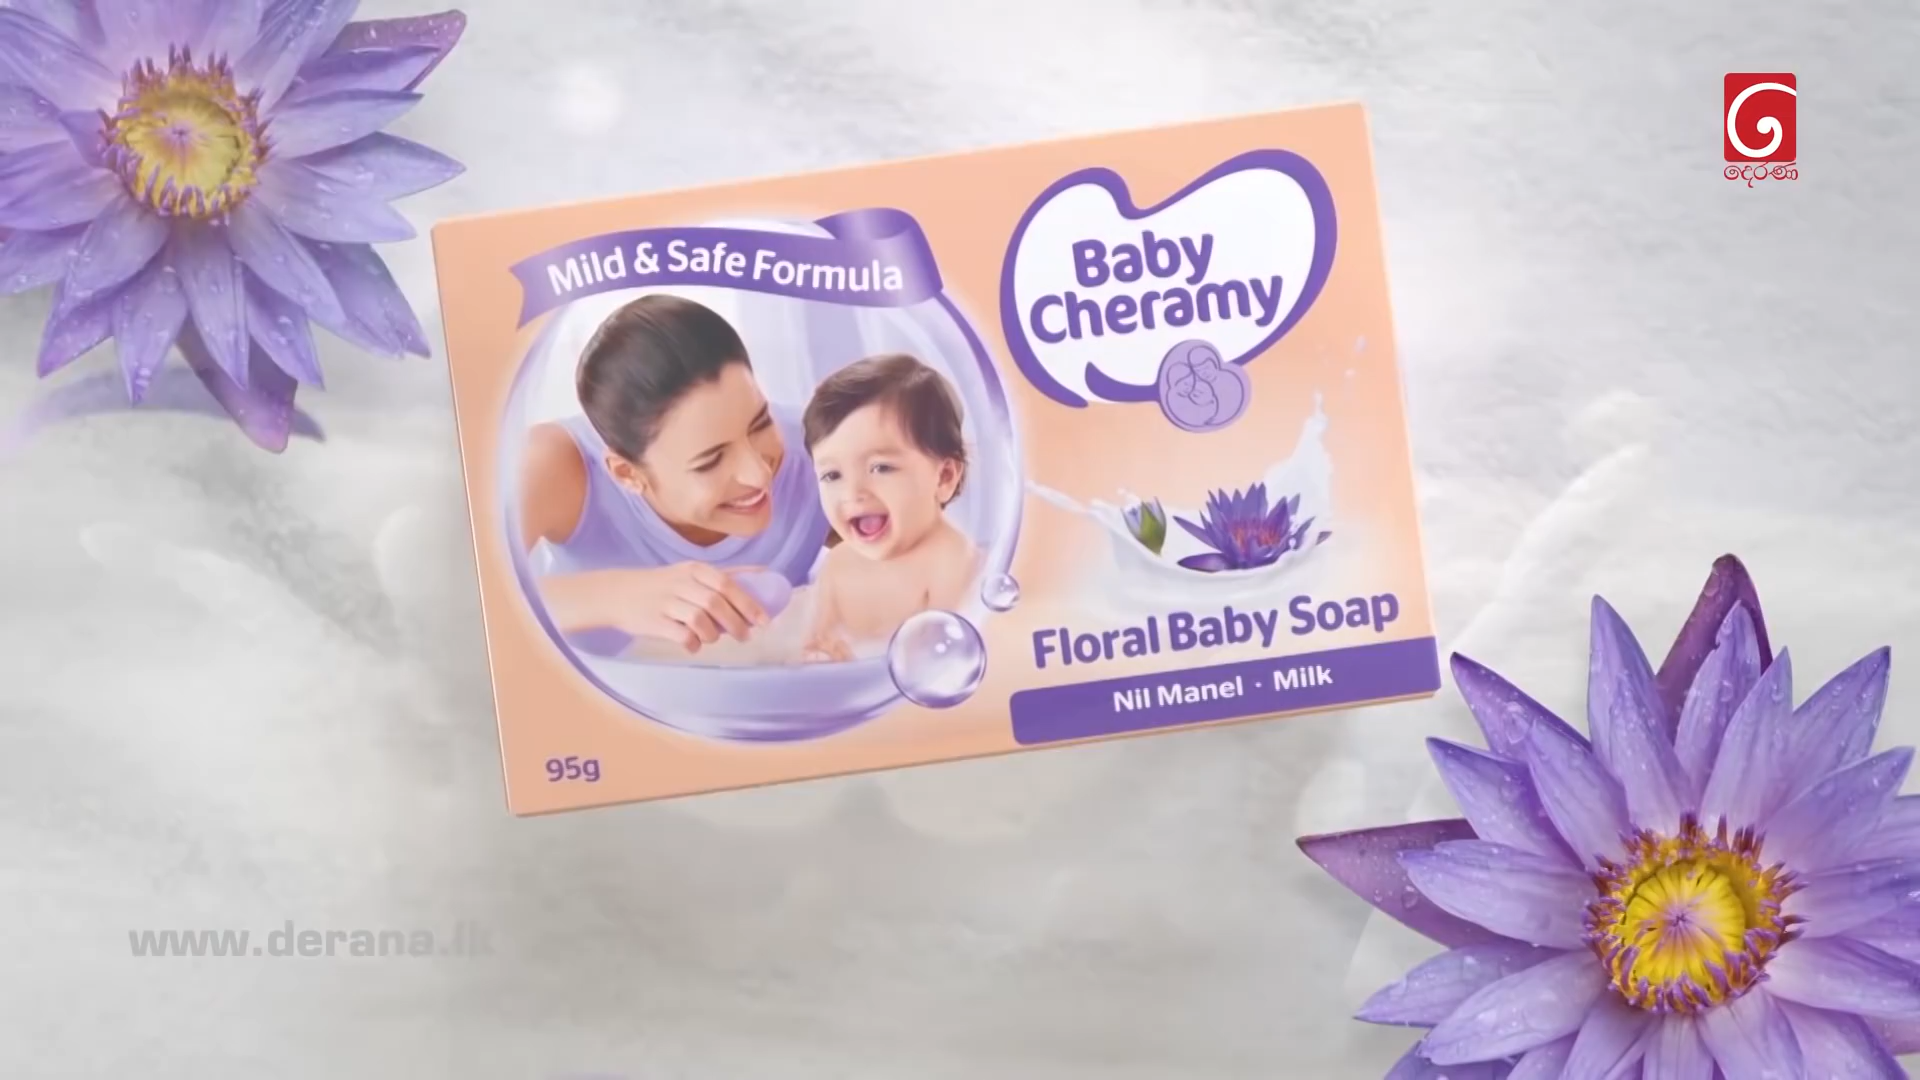 දෙරණ
Mild & Safe Formula
Baby
Cheramy
Floral Baby Soap
Nil Manel · Milk
95g
www.derana.lk